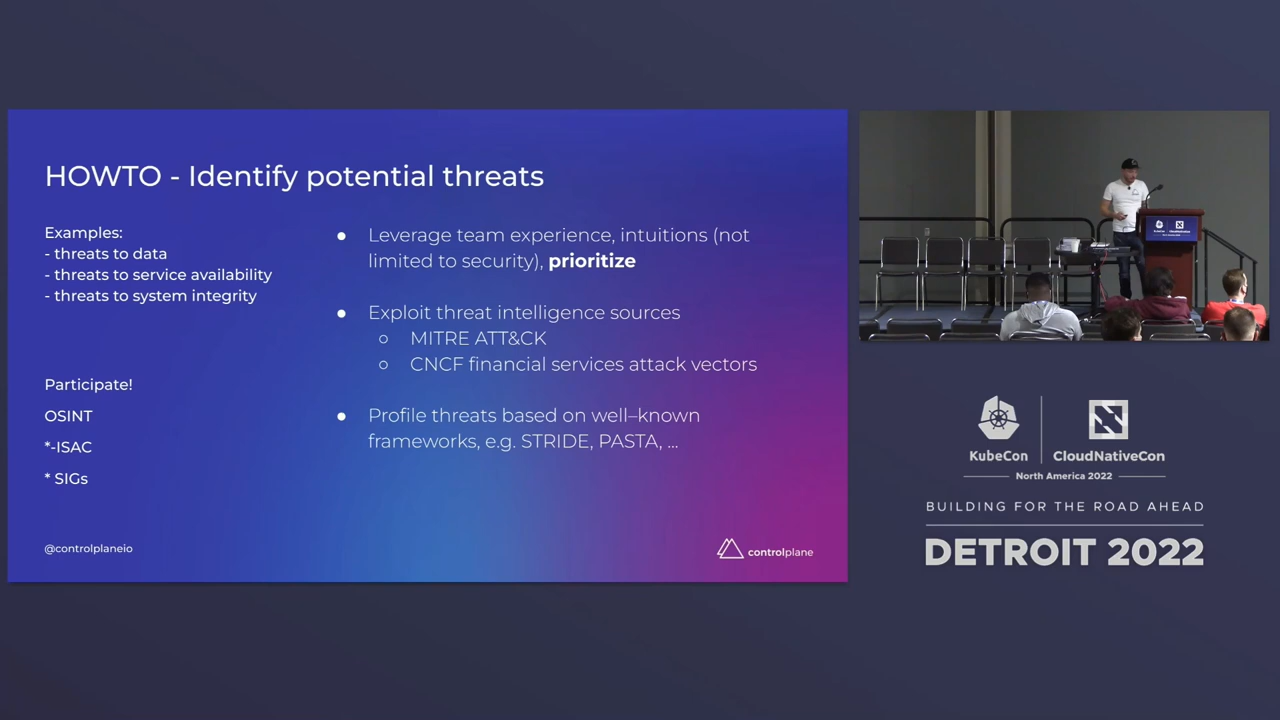 HOWTO - Identify potential threats
Examples:
- threats to data
- threats to service availability
- threats to system integrity
Participate!
OSINT
*-ISAC
* SIGs
● Leverage team experience, intuitions (not
limited to security), prioritize
● Exploit threat intelligence sources
○ MITRE ATT&CK
○ CNCF financial services attack vectors
● Profile threats based on well–known
frameworks, e.g. STRIDE, PASTA, ...
@controlplaneio
controlplane
KubeCon
CloudNativeCon
North America 2022
BUILDING FOR THE ROAD AHEAD
DETROIT 2022